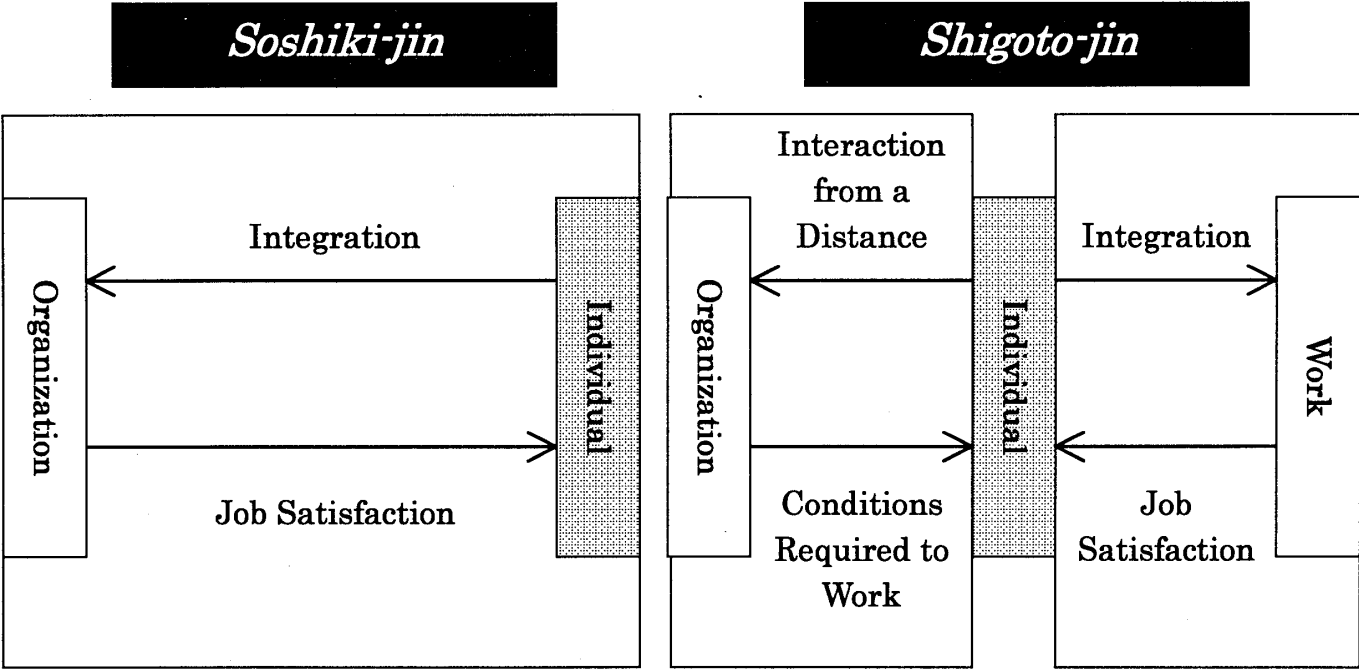 Soshiki-jin
Integration
Organization
Individual
Job Satisfaction
Shigoto-jin
Interaction
from a
Distance
Organization
Conditions
Required to
Work
Individual
Integration
Work
Job
Satisfaction